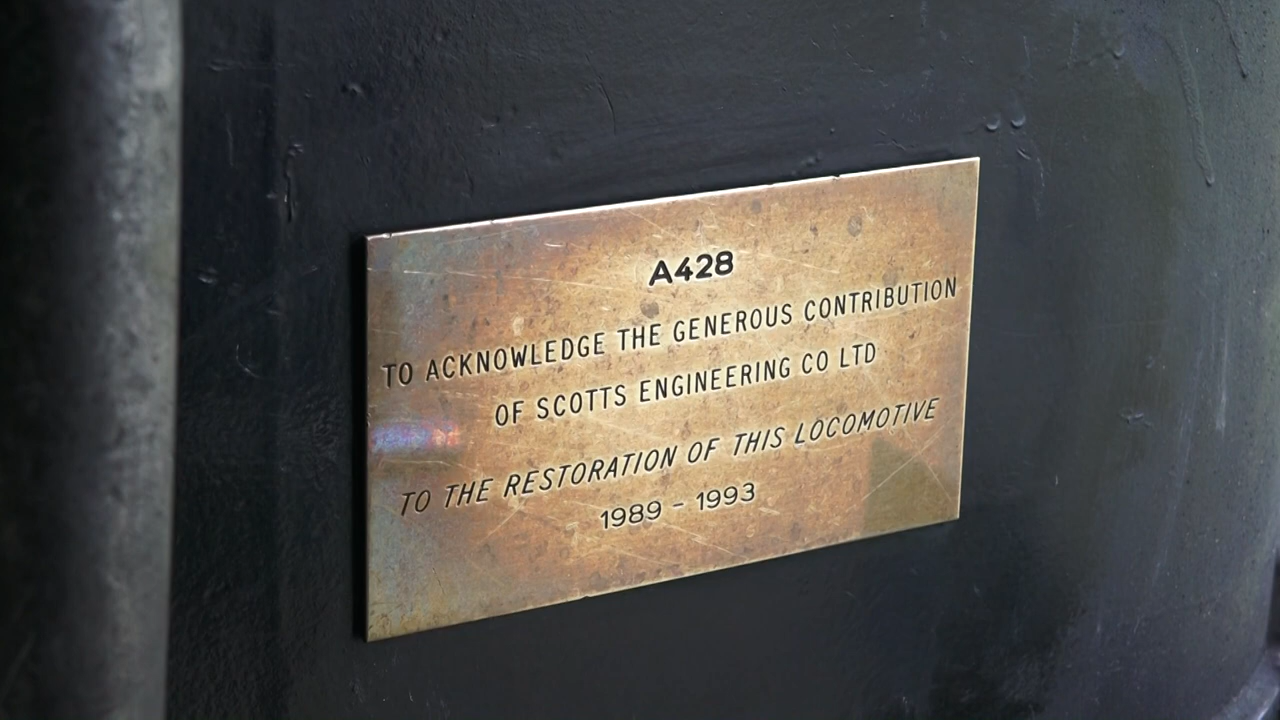 A428
TO ACKNOWLEDGE THE GENEROUS CONTRIBUTION
OF SCOTTS ENGINEERING CO LTD
TO THE RESTORATION OF THIS LOCOMOTIVE
1989 - 1993